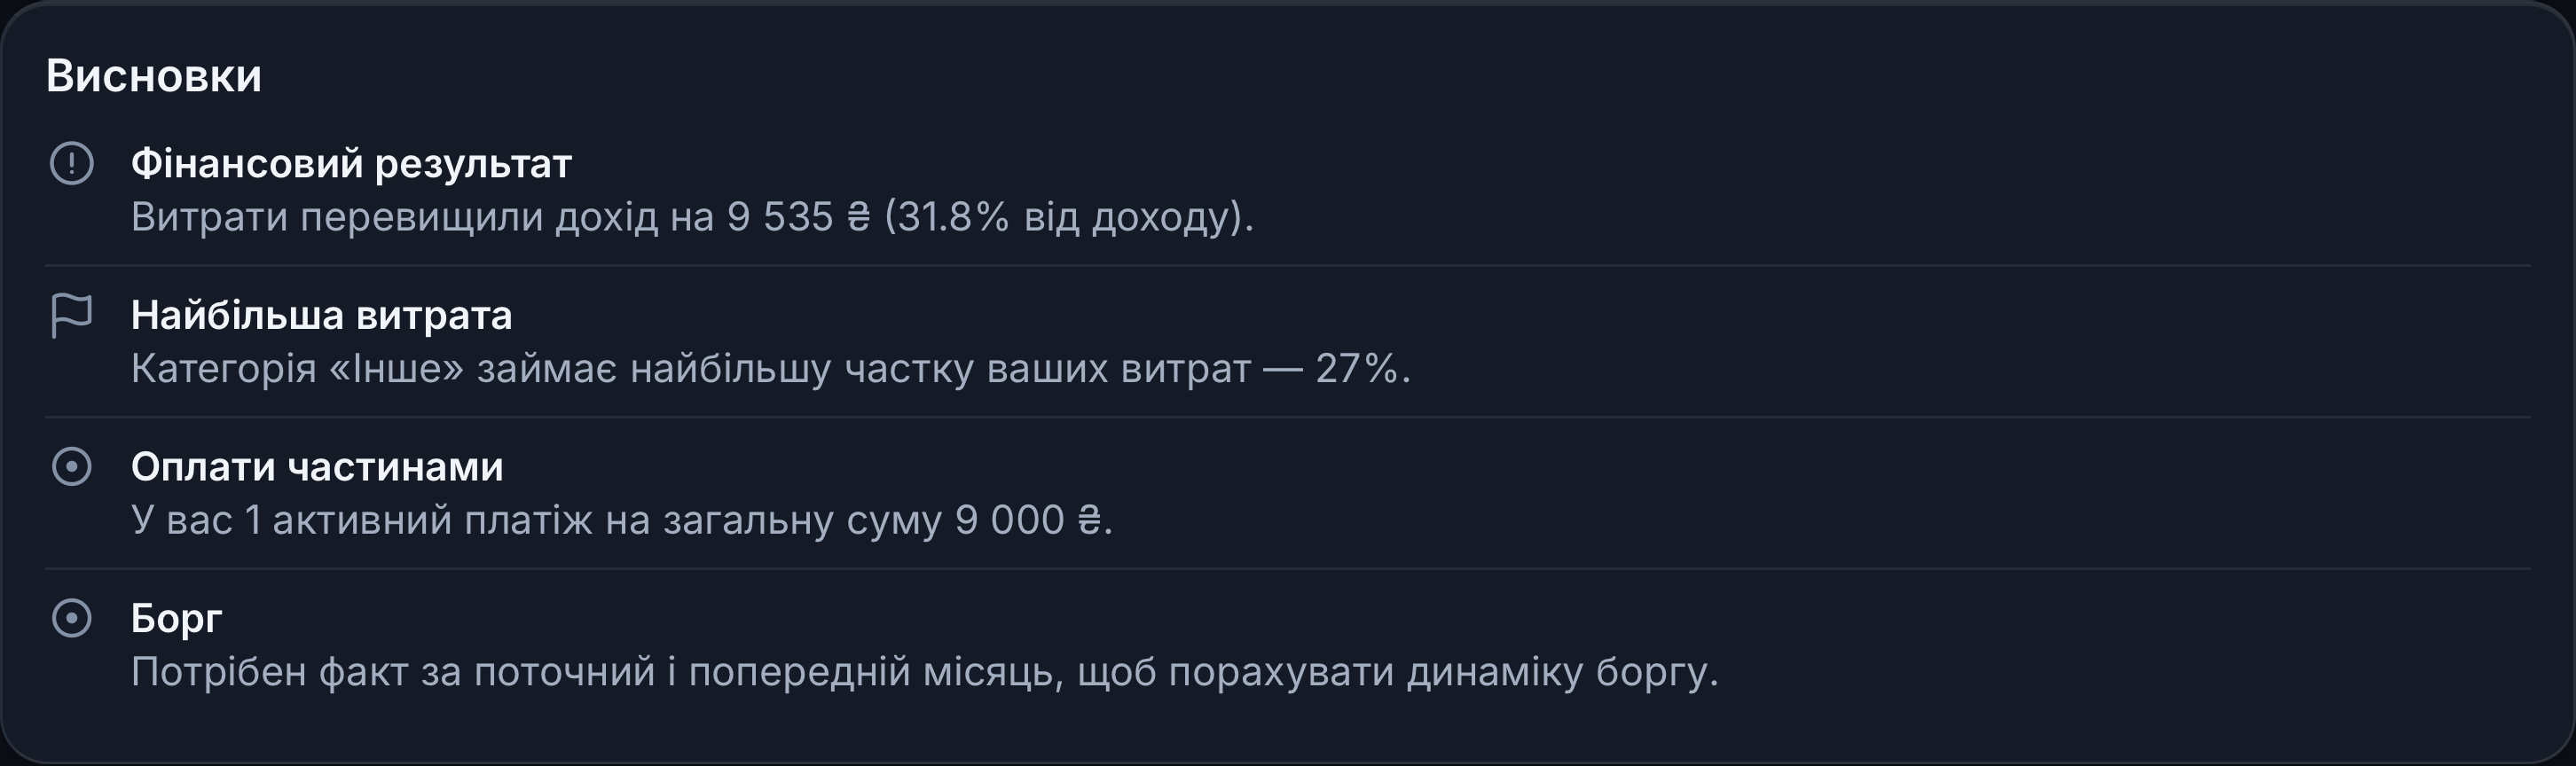 Висновки
Фінансовий результат
Витрати перевищили дохід на 9 535 ₴ (31.8% від доходу).
Найбільша витрата
Категорія «Інше» займає найбільшу частку ваших витрат — 27%.
Оплати частинами
У вас 1 активний платіж на загальну суму 9 000 ₴.
Борг
Потрібен факт за поточний і попередній місяць, щоб порахувати динаміку боргу.